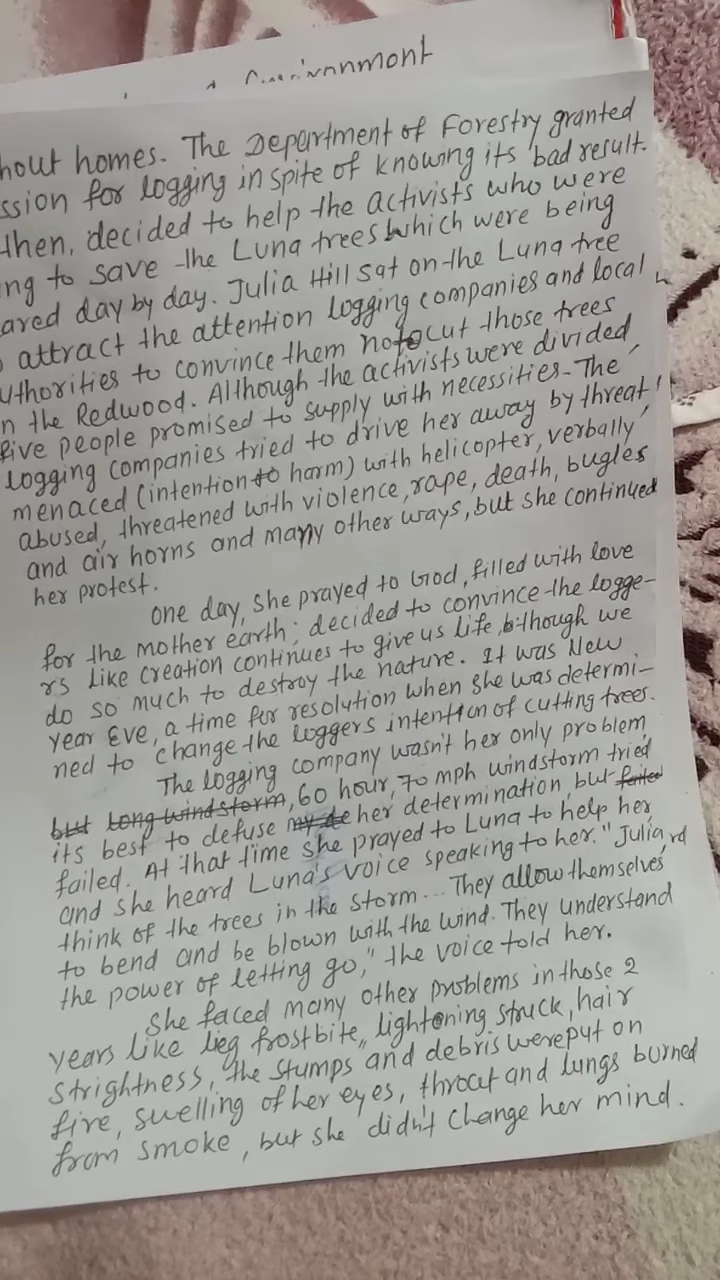 hout homes. The Department of Forestry granted
ssion for logging in spite of knowing its bad result.
then, decided to help the activists who were
ng to save the Luna trees which were being
ared day by day. Julia Hill sat on the Luna tree
attract the attention logging companies and local
uthorities to convince them not to cut those trees
n the Redwood. Although the activists were divided,
five people promised to supply with necessities. The
logging companies tried to drive her away by threat,
menaced (intention to harm) with helicopter, verbally
abused, threatened with violence, rape, death, bugles
and air horns and many other ways, but she continued
her protest.
One day, she prayed to God, filled with love
for the mother earth; decided to convince the logge-
rs like creation continues to give us life, though we
do so much to destroy the nature. It was New
Year Eve, a time for resolution when she was determi-
ned to change the loggers intention of cutting trees.
The logging company wasn't her only problem,
but long windstorm, 60 hour, 70 mph windstorm tried
its best to defuse her determination, but failed
failed. At that time she prayed to Luna to help her,
and she heard Luna's voice speaking to her. "Julia,
think of the trees in the storm... They allow themselves
to bend and be blown with the wind. They understand
the power of letting go," the voice told her.
She faced many other problems in those 2
years like leg frostbite, lightening struck, hair
strightness, the stumps and debris were put on
fire, swelling of her eyes, throat and lungs burned
from smoke, but she didn't change her mind.